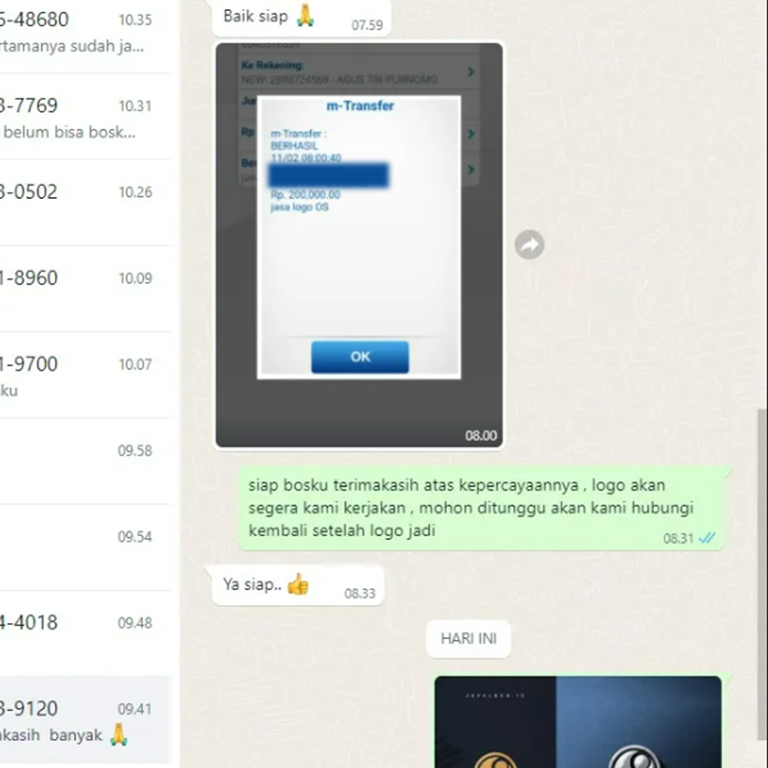 5-48680
10.35
rtamanya sudah ja...
3-7769
10.31
belum bisa bosk...
3-0502
10.26
1-8960
10.09
1-9700
10.07
ku
09.58
09.54
4-4018
09.48
3-9120
09.41
kasih banyak 🙏
Baik siap 🙏
07.59
Ke Rekening:
NEW: 2890724569 - AGUS TRI PURNOMO
Rp
Ber
m-Transfer
m-Transfer :
BERHASIL
11/02 08:00:40
Rp. 200,000.00
jasa logo OS
OK
08.00
siap bosku terimakasih atas kepercayaannya , logo akan
segera kami kerjakan , mohon ditunggu akan kami hubungi
kembali setelah logo jadi
08.31
Ya siap.. 👍
08.33
HARI INI